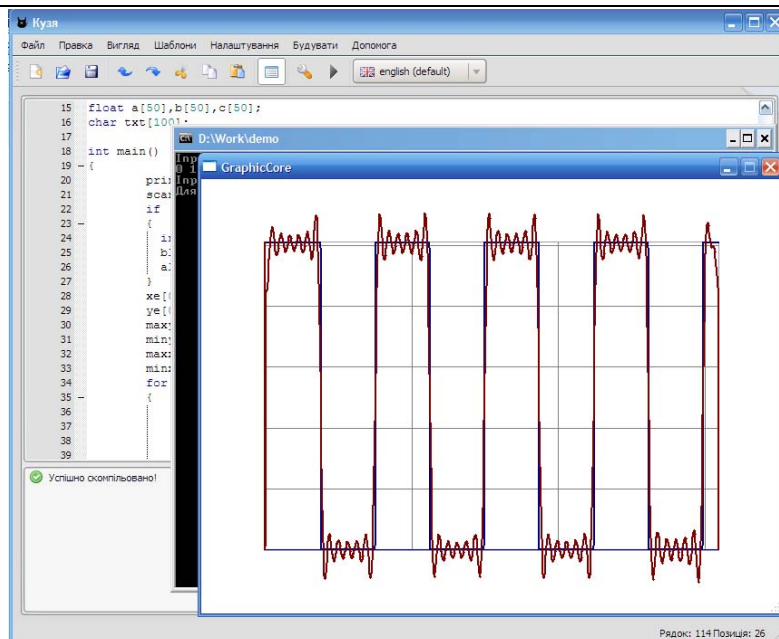 Кузя
Файл Правка Вигляд Шаблони Налаштування Будувати Допомога
english (default)
15 float a[50],b[50],c[50];
16 char txt[100];
17
D:\Work\demo
18 int main()
GraphicCore
19 {
20
21
22 if
23 {
24
25
26
27 }
28 xe[
29 ye[
30
31
32
33
34 for
35 {
36
37
38
39
Успішно скомпільовано!
Рядок: 114 Позиція: 26